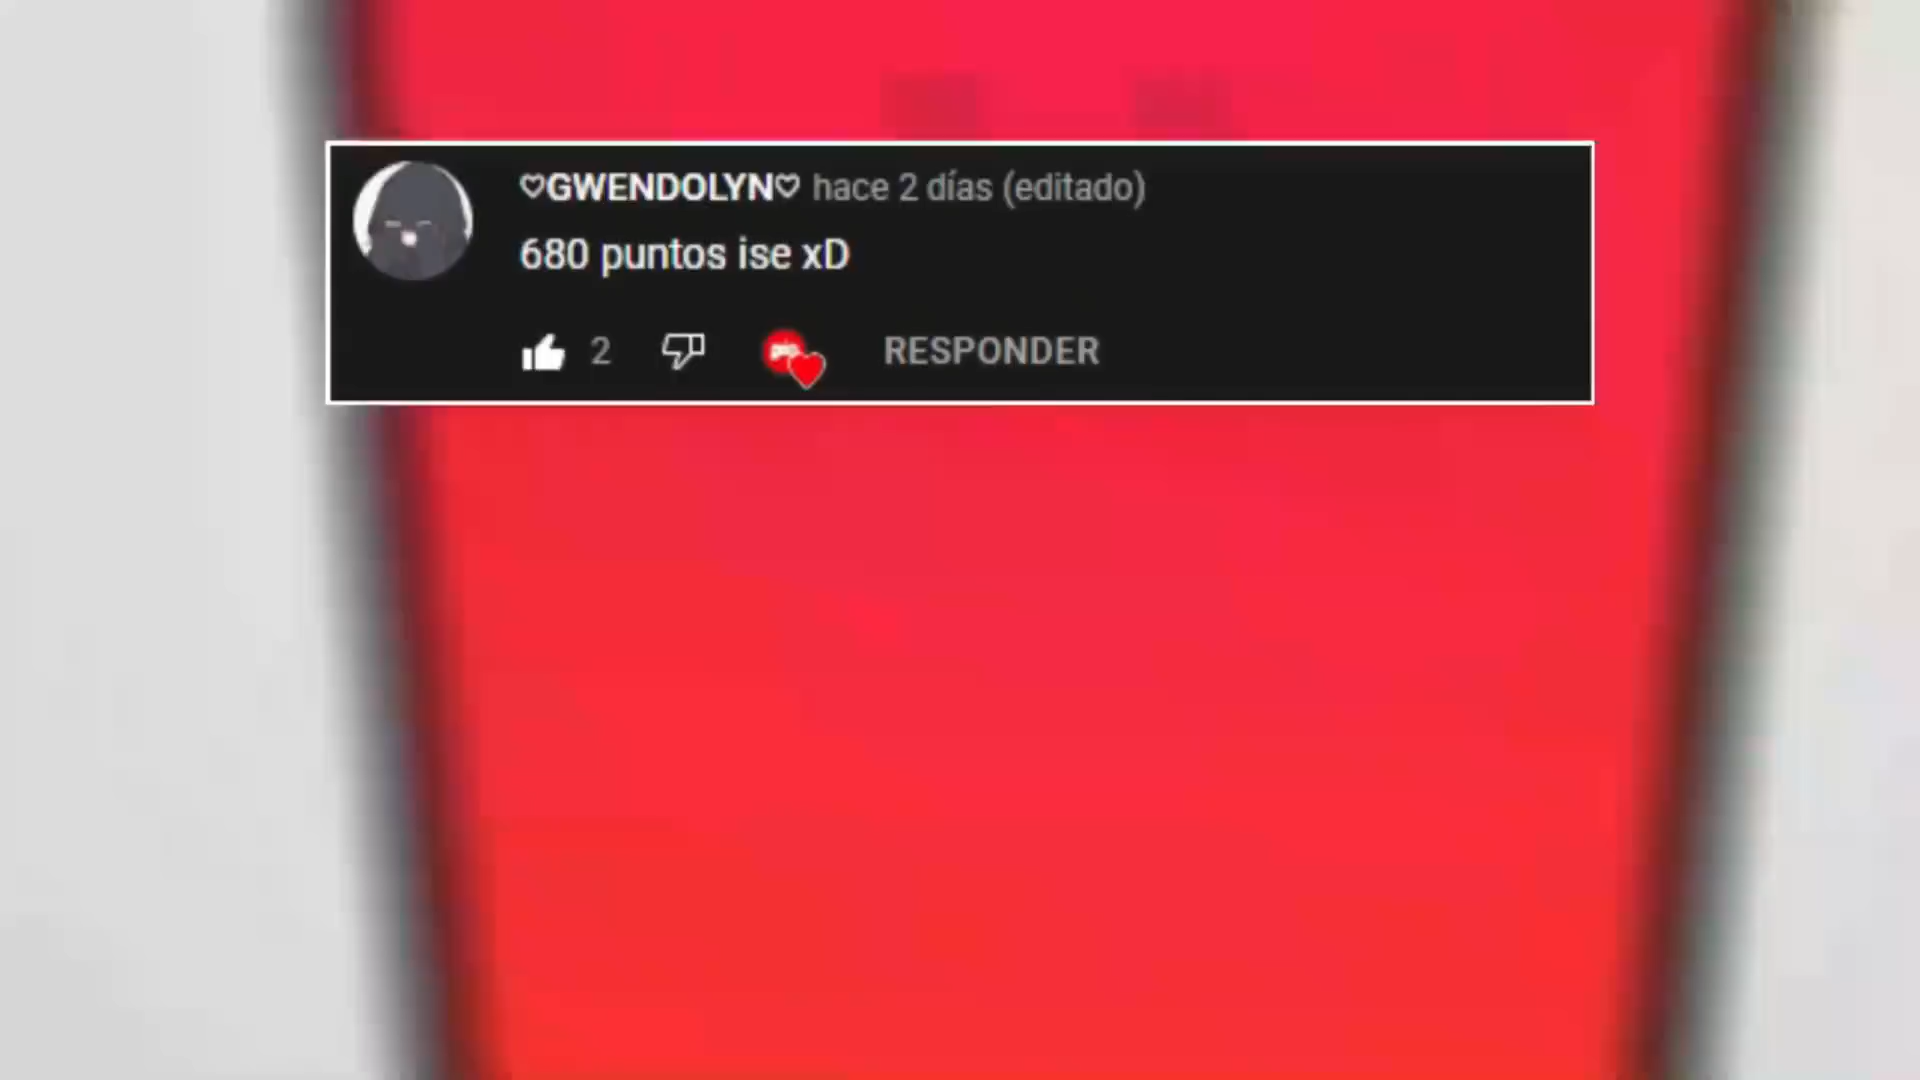 ♡GWENDOLYN♡ hace 2 días (editado)
680 puntos ise xD
2 RESPONDER